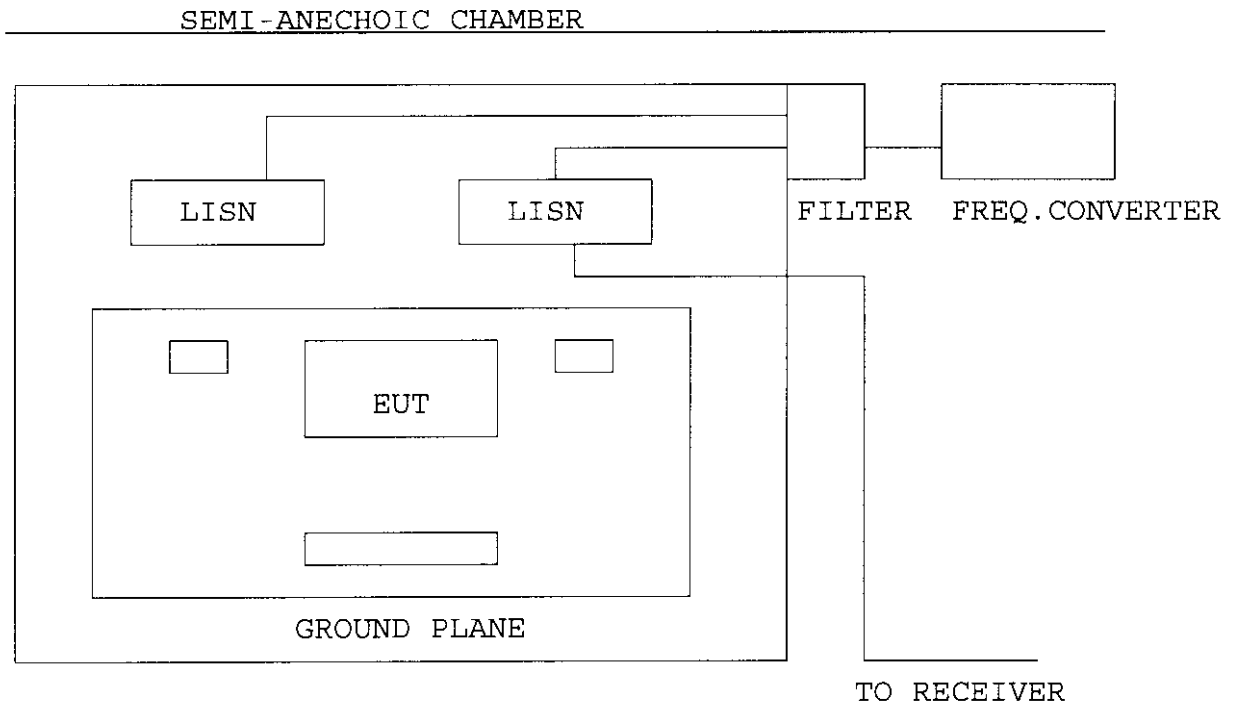 SEMI-ANECHOIC CHAMBER
LISN
LISN
FILTER
FREQ.CONVERTER
EUT
GROUND PLANE
TO RECEIVER